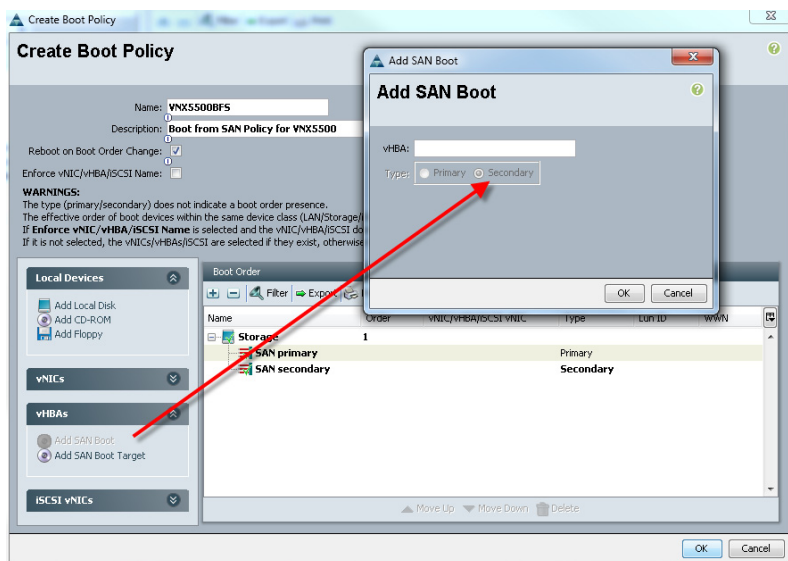 Create Boot Policy
Create Boot Policy
Name: VNX5500BFS
Description: Boot from SAN Policy for VNX5500
Reboot on Boot Order Change:
Enforce vNIC/vHBA/iSCSI Name:
WARNINGS:
The type (primary/secondary) does not indicate a boot order presence.
The effective order of boot devices within the same device class (LAN/Storage/
If Enforce vNIC/vHBA/iSCSI Name is selected and the vNIC/vHBA/iSCSI do
If it is not selected, the vNICs/vHBAs/iSCSI are selected if they exist, otherwise
Add SAN Boot
Add SAN Boot
vHBA:
Type: Primary Secondary
OK Cancel
Local Devices
Add Local Disk
Add CD-ROM
Add Floppy
vNICs
vHBAs
Add SAN Boot
Add SAN Boot Target
iSCSI vNICs
Boot Order
Filter Export
Name Order vNIC/vHBA/iSCSI vNIC Type Lun ID WWN
Storage 1
SAN primary Primary
SAN secondary Secondary
Move Up Move Down Delete
OK Cancel